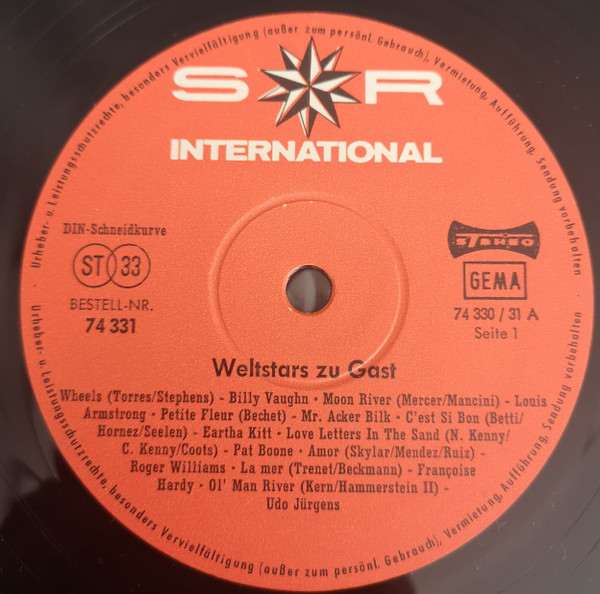 Urheber- u. Leistungsschutzrechte, besonders Vervielfältigung (außer zum persönl. Gebrauch), Vermietung, Aufführung, Sendung vorbehalten
S R
INTERNATIONAL
DIN-Schneidkurve
ST 33
BESTELL-NR.
74 331
STEREO
GEMA
74 330 / 31 A
Seite 1
Weltstars zu Gast
Wheels (Torres/Stephens) - Billy Vaughn · Moon River (Mercer/Mancini) - Louis
Armstrong · Petite Fleur (Bechet) - Mr. Acker Bilk · C'est Si Bon (Betti/
Hornez/Seelen) - Eartha Kitt · Love Letters In The Sand (N. Kenny/
C. Kenny/Coots) - Pat Boone · Amor (Skylar/Mendez/Ruiz) -
Roger Williams · La mer (Trenet/Beckmann) - Françoise
Hardy · Ol' Man River (Kern/Hammerstein II) -
Udo Jürgens
Urheber- u. Leistungsschutzrechte, besonders Vervielfältigung (außer zum persönl. Gebrauch), Vermietung, Aufführung, Sendung vorbehalten